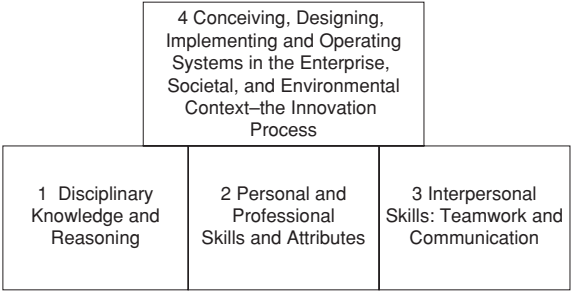 4 Conceiving, Designing,
Implementing and Operating
Systems in the Enterprise,
Societal, and Environmental
Context–the Innovation
Process
1  Disciplinary
Knowledge and
Reasoning
2 Personal and
Professional
Skills and Attributes
3 Interpersonal
Skills: Teamwork and
Communication